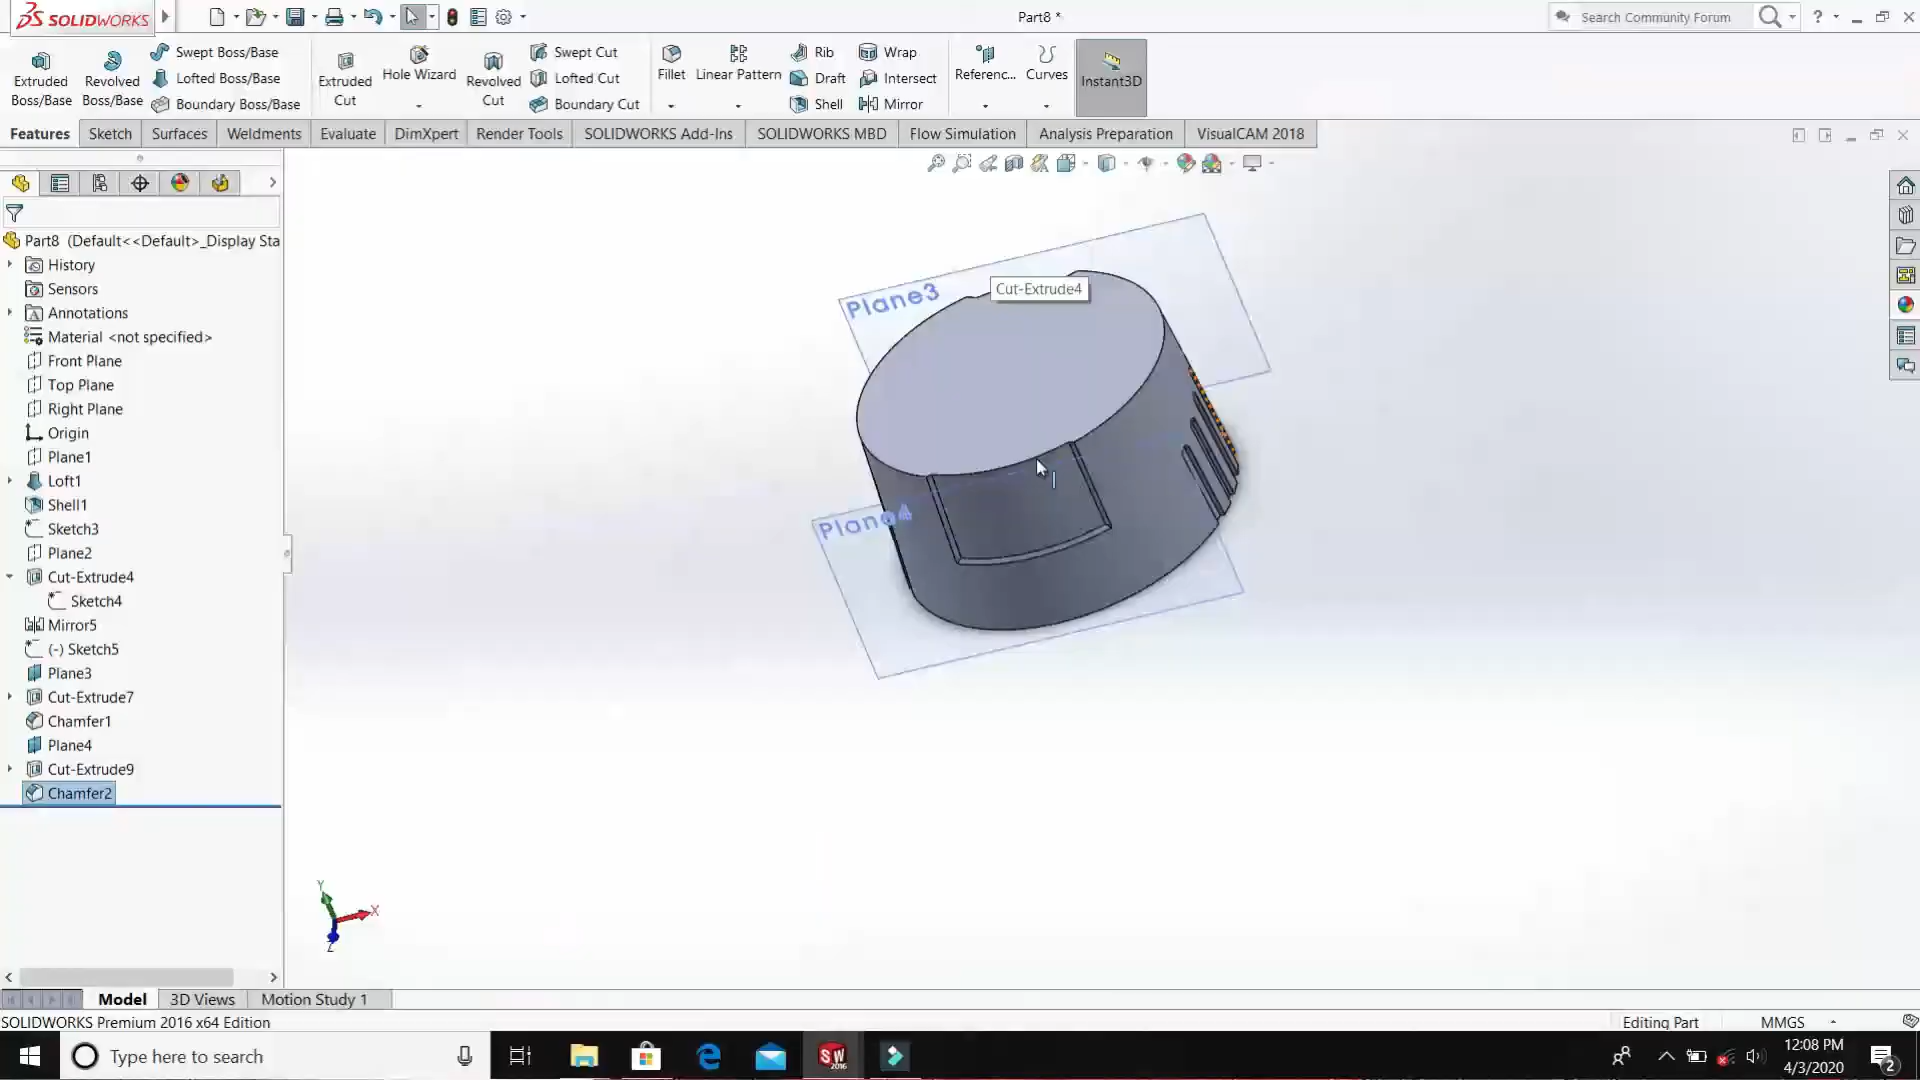 SOLIDWORKS
Part8 *
Search Community Forum
Extruded Boss/Base
Revolved Boss/Base
Swept Boss/Base
Lofted Boss/Base
Boundary Boss/Base
Extruded Cut
Hole Wizard
Revolved Cut
Swept Cut
Lofted Cut
Boundary Cut
Fillet
Linear Pattern
Rib
Draft
Shell
Wrap
Intersect
Mirror
Referenc...
Curves
Instant3D
Features
Sketch
Surfaces
Weldments
Evaluate
DimXpert
Render Tools
SOLIDWORKS Add-Ins
SOLIDWORKS MBD
Flow Simulation
Analysis Preparation
VisualCAM 2018
Part8 (Default<<Default>_Display Sta
History
Sensors
Annotations
Material <not specified>
Front Plane
Top Plane
Right Plane
Origin
Plane1
Loft1
Shell1
Sketch3
Plane2
Cut-Extrude4
Sketch4
Mirror5
(-) Sketch5
Plane3
Cut-Extrude7
Chamfer1
Plane4
Cut-Extrude9
Chamfer2
Plane3
Cut-Extrude4
Plane4
Y
X
Z
Model
3D Views
Motion Study 1
SOLIDWORKS Premium 2016 x64 Edition
Editing Part
MMGS
Type here to search
SW
2016
12:08 PM
4/3/2020
2